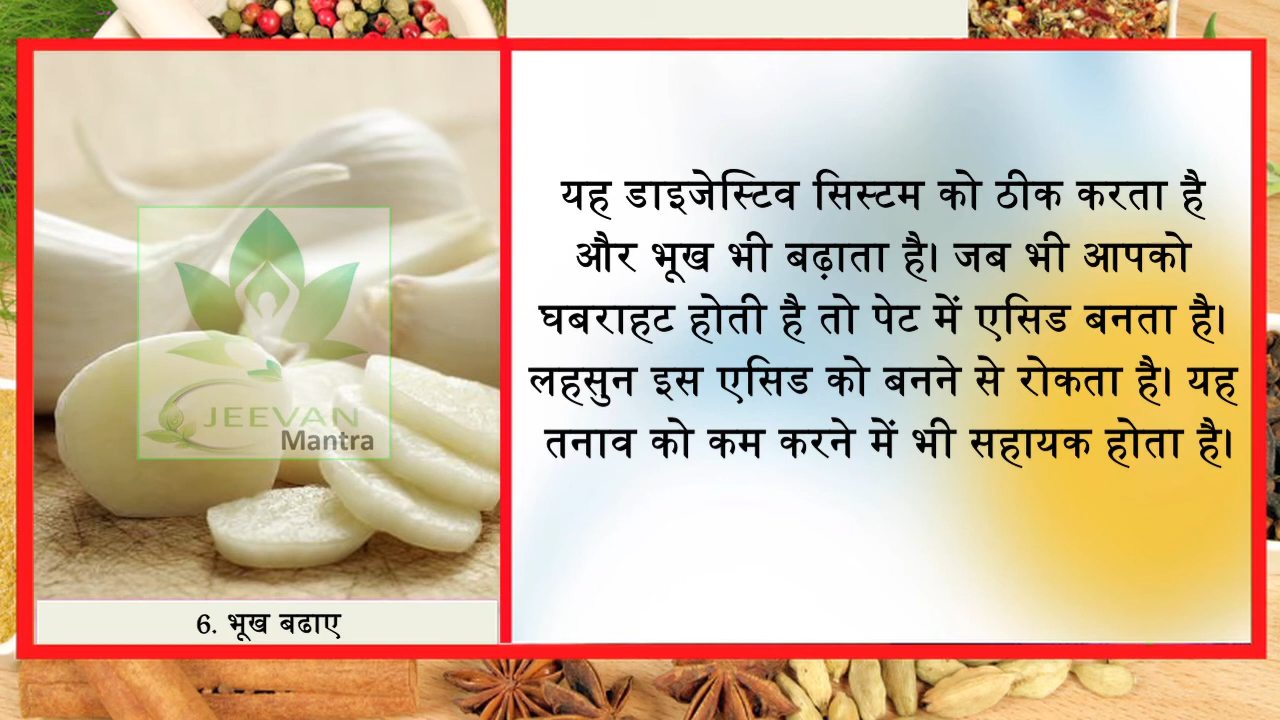 यह डाइजेस्टिव सिस्टम को ठीक करता है
और भूख भी बढ़ाता है। जब भी आपको
घबराहट होती है तो पेट में एसिड बनता है।
लहसुन इस एसिड को बनने से रोकता है। यह
तनाव को कम करने में भी सहायक होता है।
JEEVAN
Mantra
6. भूख बढाए